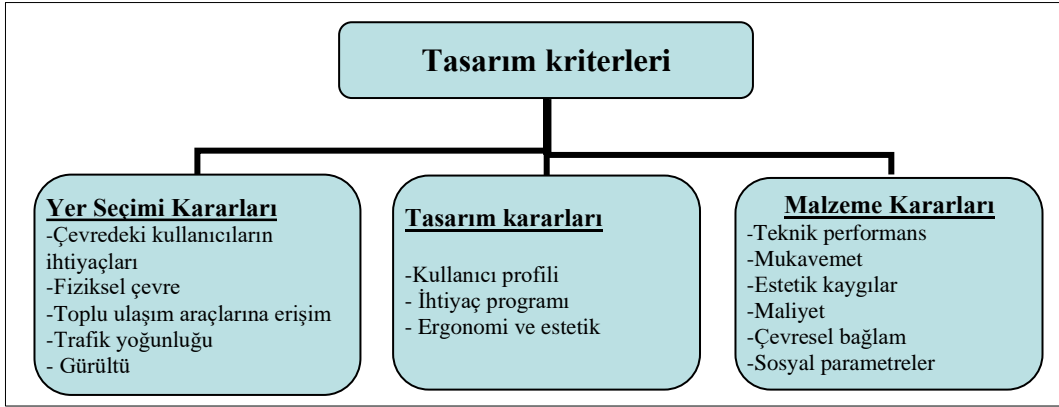 Tasarım kriterleri
Yer Seçimi Kararları
-Çevredeki kullanıcıların
ihtiyaçları
-Fiziksel çevre
-Toplu ulaşım araçlarına erişim
-Trafik yoğunluğu
- Gürültü
Tasarım kararları
-Kullanıcı profili
- İhtiyaç programı
- Ergonomi ve estetik
Malzeme Kararları
-Teknik performans
-Mukavemet
-Estetik kaygılar
-Maliyet
-Çevresel bağlam
-Sosyal parametreler